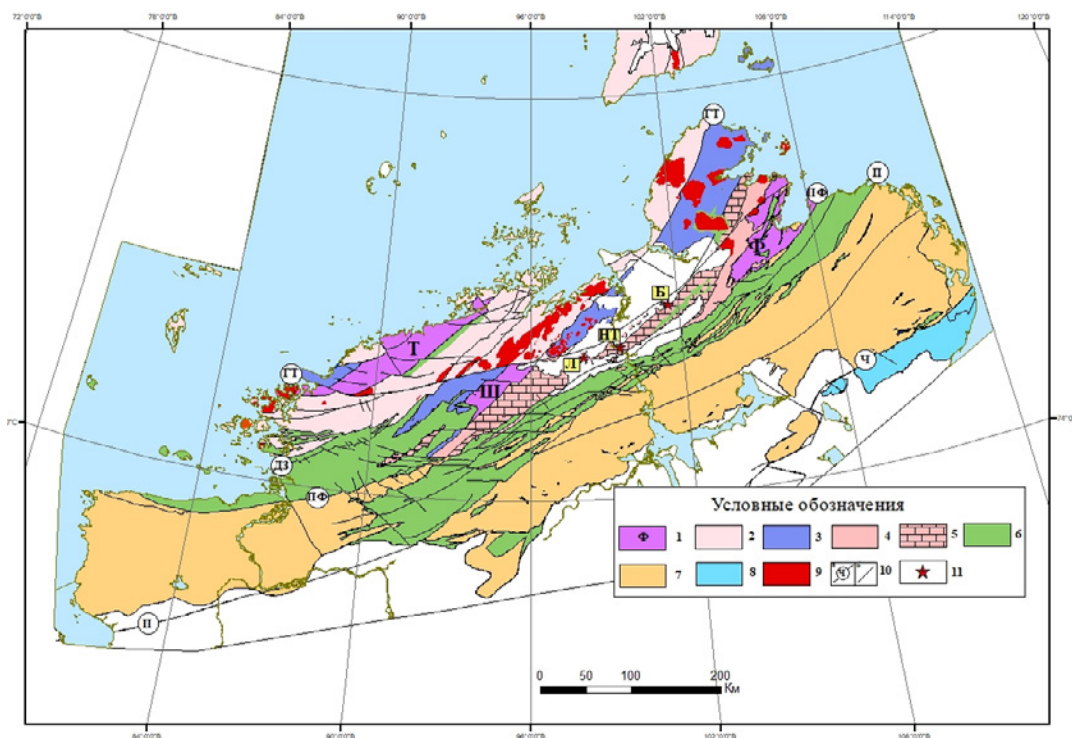 72°0'0"В 78°0'0"В 84°0'0"В 90°0'0"В 96°0'0"В 102°0'0"В 108°0'0"В 114°0'0"В 120°0'0"В
ГТ
П
ПФ
Ф
Б
НТ
Л
Ч
Т
ГТ
Ш
ДЗ
ПФ
П
Условные обозначения
Ф 1 2 3 4 5 6
7 8 9 Ч 10 11
0 50 100 200
Км
84°0'0"В 90°0'0"В 96°0'0"В 102°0'0"В 108°0'0"В